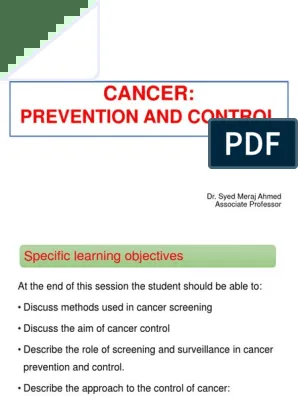 CANCER:
PREVENTION AND CONTROL
PDF
Dr. Syed Meraj Ahmed
Associate Professor
Specific learning objectives
At the end of this session the student should be able to:
• Discuss methods used in cancer screening
• Discuss the aim of cancer control
• Describe the role of screening and surveillance in cancer
prevention and control.
• Describe the approach to the control of cancer: